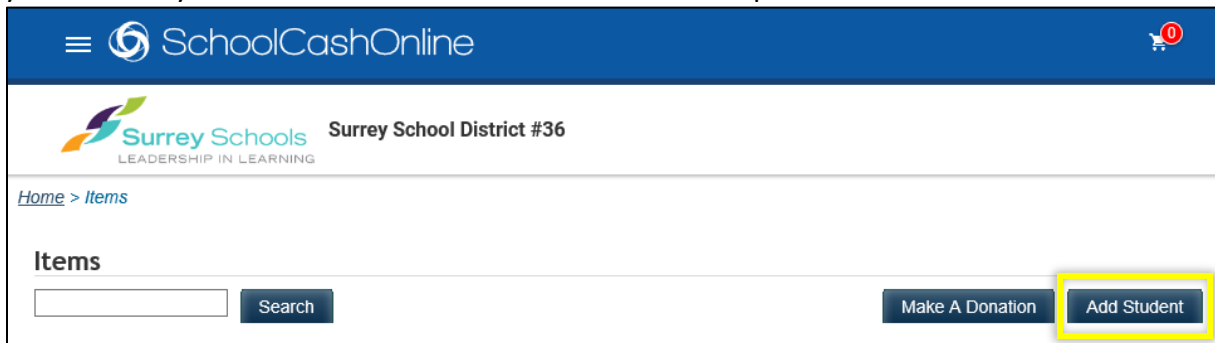 SchoolCashOnline
0
Surrey Schools
LEADERSHIP IN LEARNING
Surrey School District #36
Home > Items
Items
Search
Make A Donation
Add Student